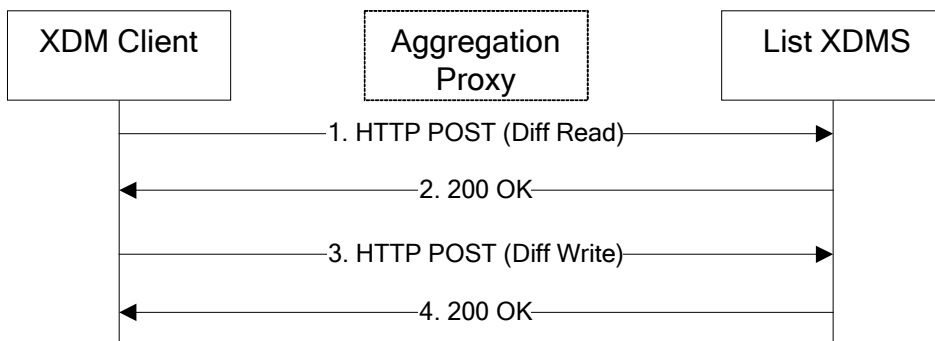 XDM Client
Aggregation
Proxy
List XDMS
1. HTTP POST (Diff Read)
2. 200 OK
3. HTTP POST (Diff Write)
4. 200 OK